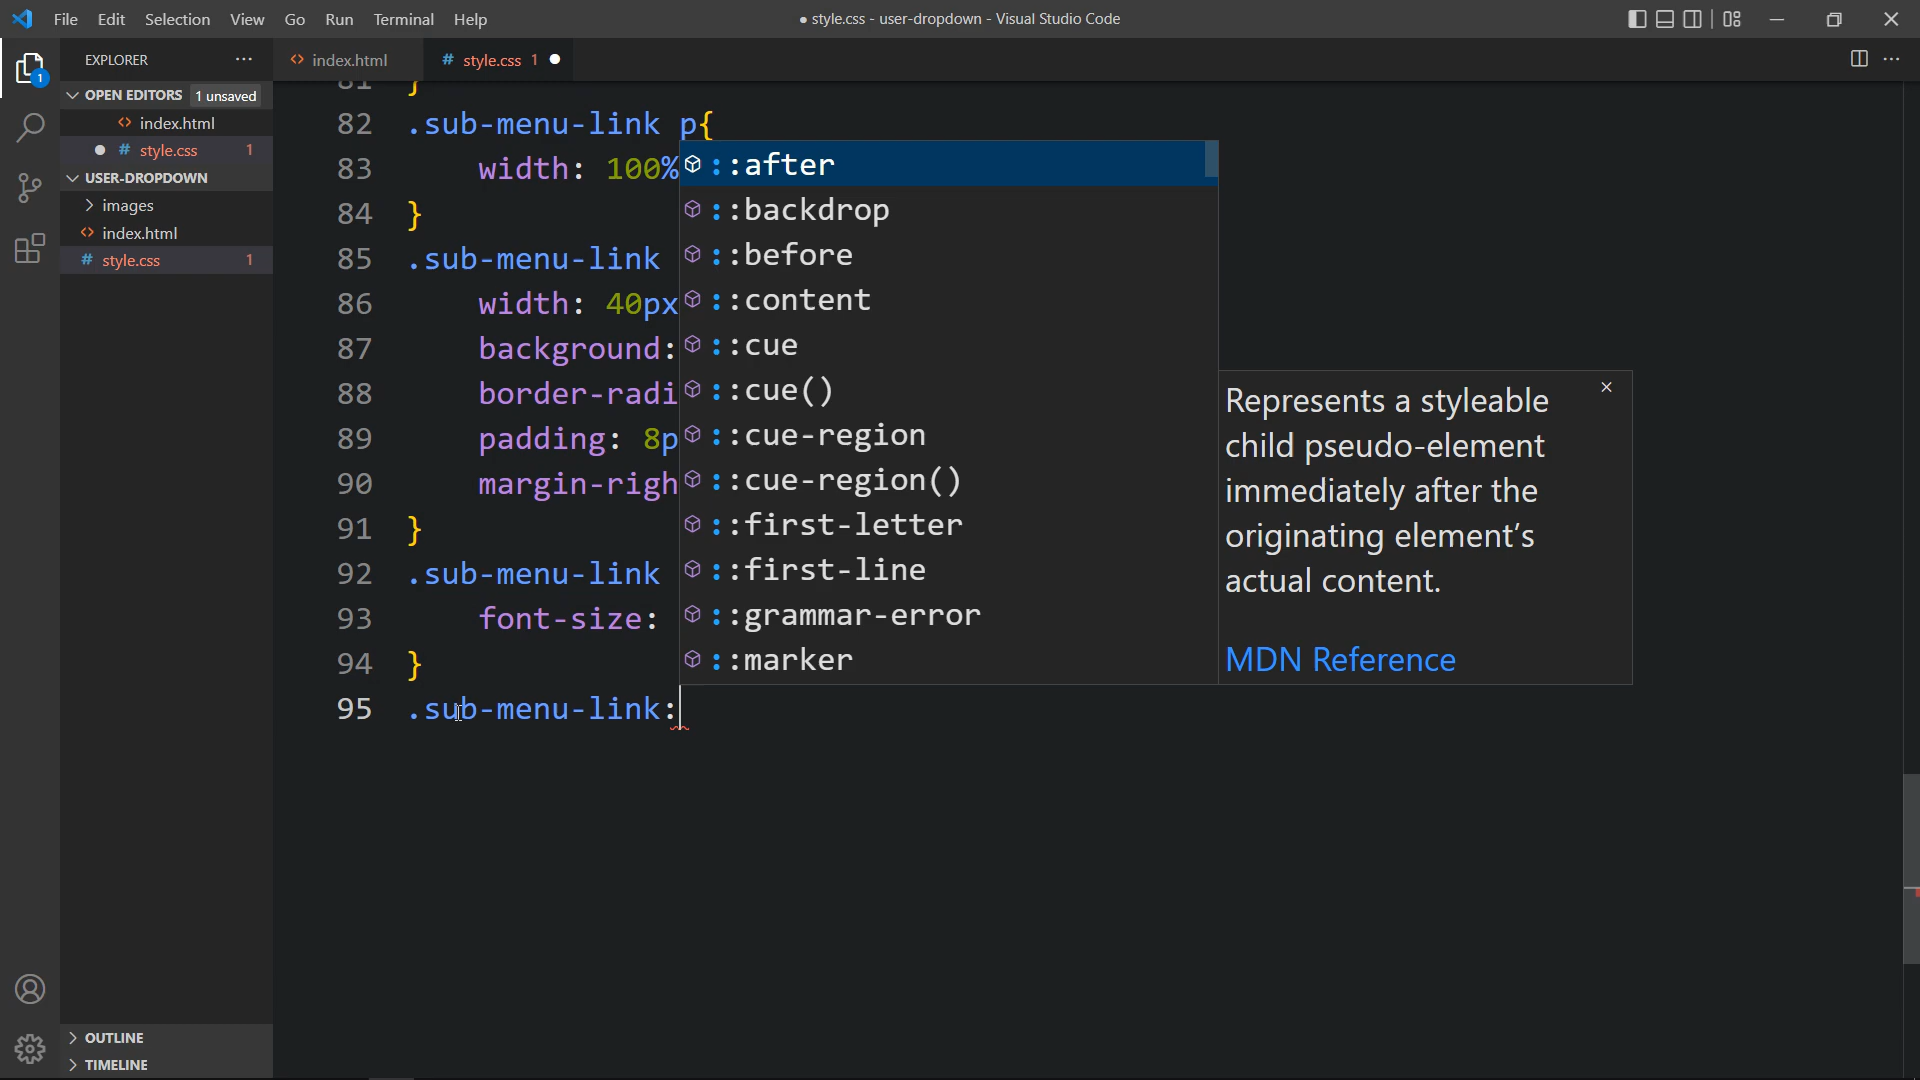 File Edit Selection View Go Run Terminal Help
● style.css - user-dropdown - Visual Studio Code
EXPLORER ···
index.html
# style.css 1 ●
OPEN EDITORS 1 unsaved
index.html
● # style.css 1
USER-DROPDOWN
images
index.html
# style.css 1
OUTLINE
TIMELINE
1
81 }
82 .sub-menu-link p{
83 width: 100%
84 }
85 .sub-menu-link
86 width: 40px
87 background:
88 border-radi
89 padding: 8p
90 margin-righ
91 }
92 .sub-menu-link
93 font-size:
94 }
95 .sub-menu-link:
::after
::backdrop
::before
::content
::cue
::cue()
::cue-region
::cue-region()
::first-letter
::first-line
::grammar-error
::marker
Represents a styleable
child pseudo-element
immediately after the
originating element's
actual content.
MDN Reference